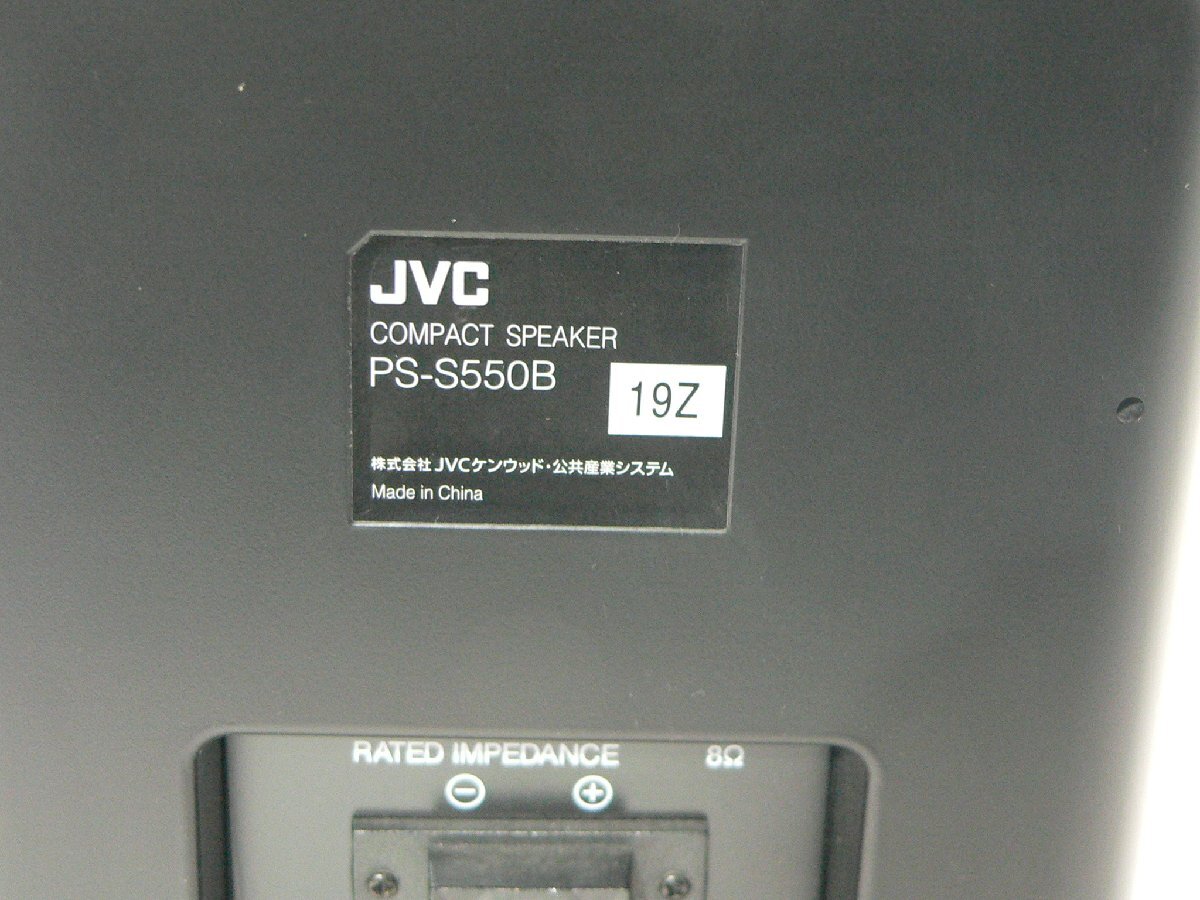 JVC
COMPACT SPEAKER
PS-S550B
19Z
株式会社 JVCケンウッド・公共産業システム
Made in China
RATED IMPEDANCE 8Ω
⊖ ⊕